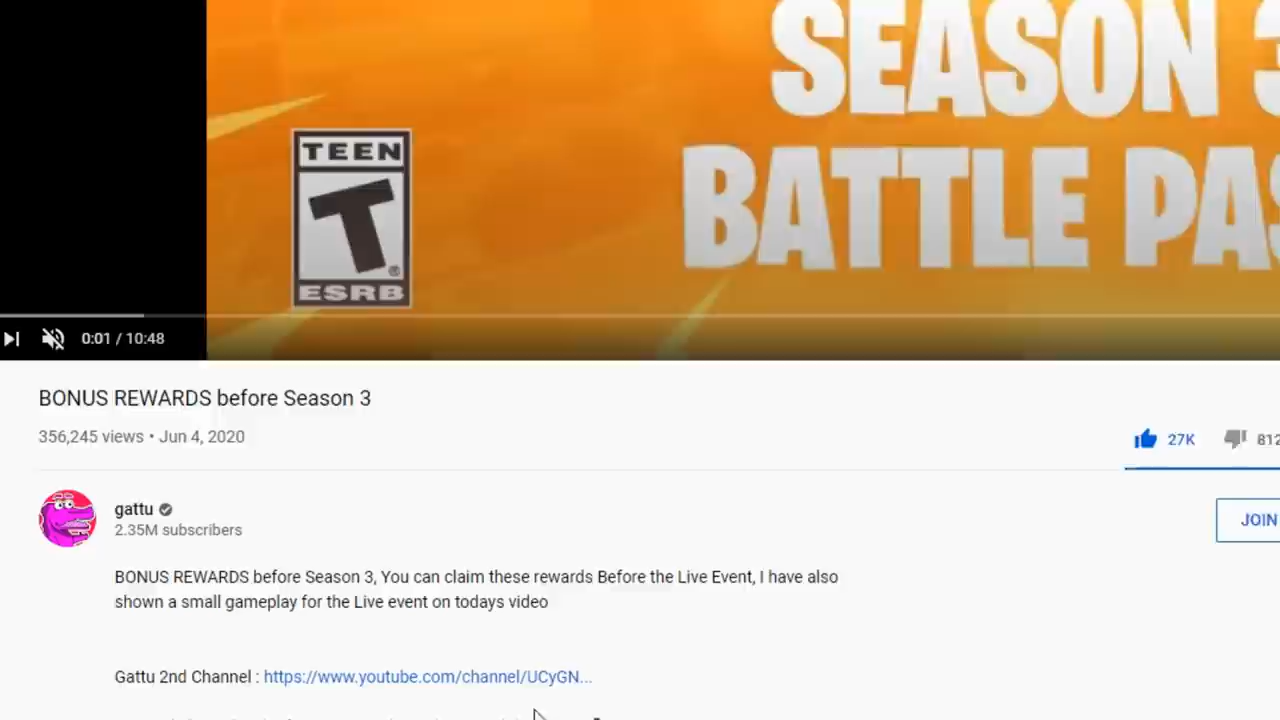 SEASON 3
BATTLE PAS
TEEN
T
ESRB
0:01 / 10:48
BONUS REWARDS before Season 3
356,245 views • Jun 4, 2020
27K
812
gattu
2.35M subscribers
JOIN
BONUS REWARDS before Season 3, You can claim these rewards Before the Live Event, I have also
shown a small gameplay for the Live event on todays video
Gattu 2nd Channel : https://www.youtube.com/channel/UCyGN...